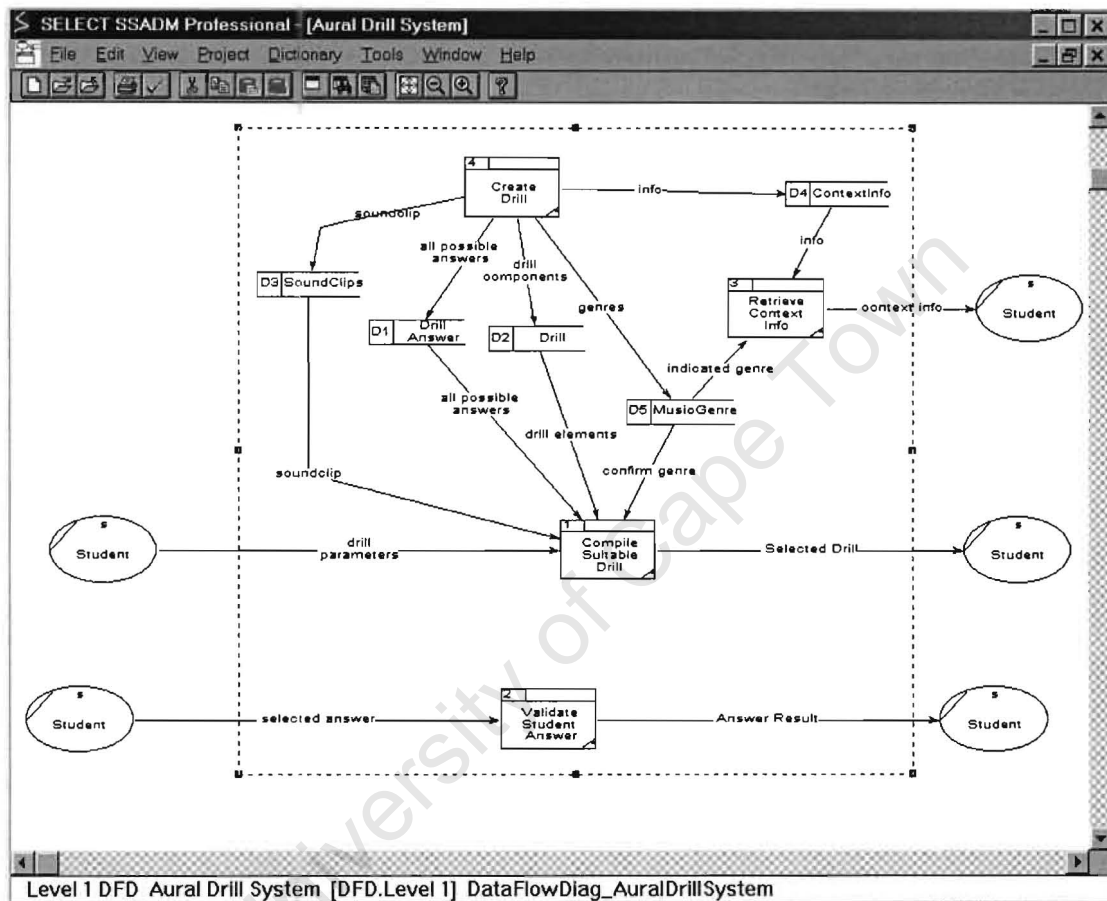 SELECT SSADM Professional - [Aural Drill System]
File Edit View Project Dictionary Tools Window Help
4
Create
Drill
info
D4 ContextInfo
soundclip
all possible
answers
drill
components
info
genres
D3 SoundClips
3
Retrieve
Context
Info
context info
s
Student
D1 Drill
Answer
D2 Drill
indicated genre
all possible
answers
D5 MusicGenre
drill elements
confirm genre
soundclip
s
Student
drill
parameters
1
Compile
Suitable
Drill
Selected Drill
s
Student
s
Student
selected answer
2
Validate
Student
Answer
Answer Result
s
Student
University of Cape Town
Level 1 DFD Aural Drill System [DFD.Level 1] DataFlowDiag_AuralDrillSystem